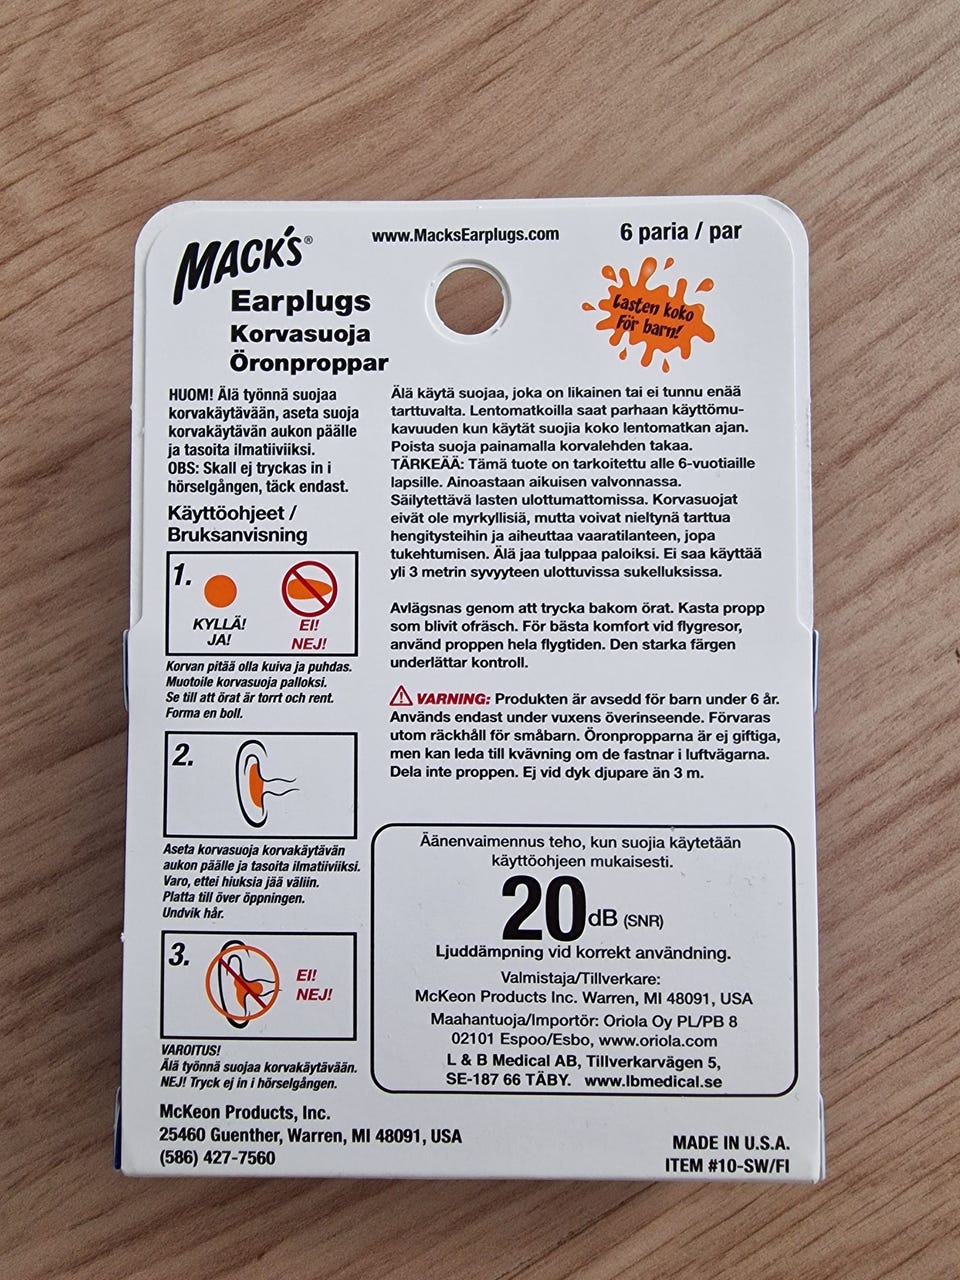 MACK'S®
www.MacksEarplugs.com
6 paria / par
Earplugs
Korvasuoja
Öronproppar
Lasten koko
För barn!
HUOM! Älä työnnä suojaa
korvakäytävään, aseta suoja
korvakäytävän aukon päälle
ja tasoita ilmatiiviiksi.
OBS: Skall ej tryckas in i
hörselgången, täck endast.
Käyttöohjeet /
Bruksanvisning
1.
KYLLÄ!
JA!
EI!
NEJ!
Korvan pitää olla kuiva ja puhdas.
Muotoile korvasuoja palloksi.
Se till att örat är torrt och rent.
Forma en boll.
2.
Aseta korvasuoja korvakäytävän
aukon päälle ja tasoita ilmatiiviiksi.
Varo, ettei hiuksia jää väliin.
Platta till över öppningen.
Undvik hår.
3.
EI!
NEJ!
VAROITUS!
Älä työnnä suojaa korvakäytävään.
NEJ! Tryck ej in i hörselgången.
Älä käytä suojaa, joka on likainen tai ei tunnu enää
tarttuvalta. Lentomatkoilla saat parhaan käyttömu-
kavuuden kun käytät suojia koko lentomatkan ajan.
Poista suoja painamalla korvalehden takaa.
TÄRKEÄÄ: Tämä tuote on tarkoitettu alle 6-vuotiaille
lapsille. Ainoastaan aikuisen valvonnassa.
Säilytettävä lasten ulottumattomissa. Korvasuojat
eivät ole myrkyllisiä, mutta voivat nieltynä tarttua
hengitysteihin ja aiheuttaa vaaratilanteen, jopa
tukehtumisen. Älä jaa tulppaa paloiksi. Ei saa käyttää
yli 3 metrin syvyyteen ulottuvissa sukelluksissa.
Avlägsnas genom att trycka bakom örat. Kasta propp
som blivit ofräsch. För bästa komfort vid flygresor,
använd proppen hela flygtiden. Den starka färgen
underlättar kontroll.
VARNING: Produkten är avsedd för barn under 6 år.
Används endast under vuxens överinseende. Förvaras
utom räckhåll för småbarn. Öronpropparna är ej giftiga,
men kan leda till kvävning om de fastnar i luftvägarna.
Dela inte proppen. Ej vid dyk djupare än 3 m.
Äänenvaimennus teho, kun suojia käytetään
käyttöohjeen mukaisesti.
20 dB (SNR)
Ljuddämpning vid korrekt användning.
Valmistaja/Tillverkare:
McKeon Products Inc. Warren, MI 48091, USA
Maahantuoja/Importör: Oriola Oy PL/PB 8
02101 Espoo/Esbo, www.oriola.com
L & B Medical AB, Tillverkarvägen 5,
SE-187 66 TÄBY. www.lbmedical.se
McKeon Products, Inc.
25460 Guenther, Warren, MI 48091, USA
(586) 427-7560
MADE IN U.S.A.
ITEM #10-SW/FI